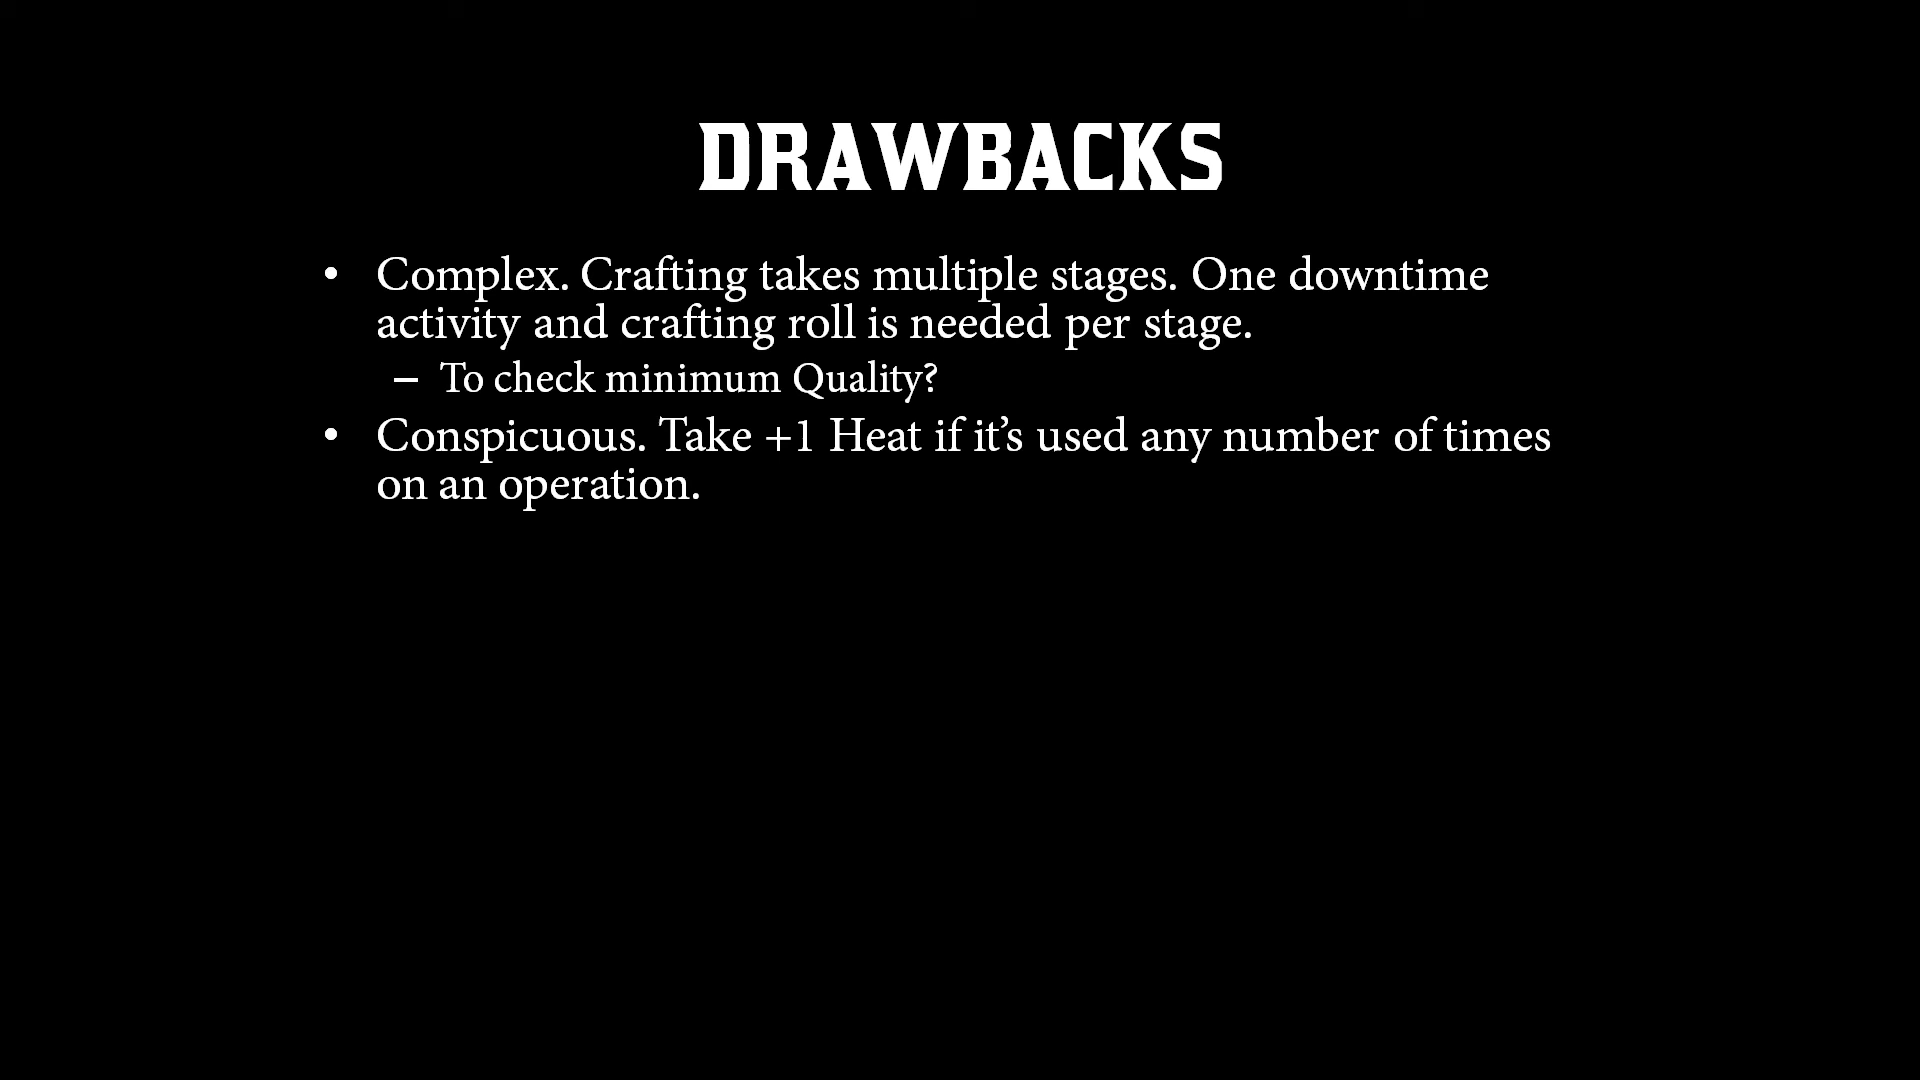 DRAWBACKS
• Complex. Crafting takes multiple stages. One downtime
activity and crafting roll is needed per stage.
– To check minimum Quality?
• Conspicuous. Take +1 Heat if it’s used any number of times
on an operation.